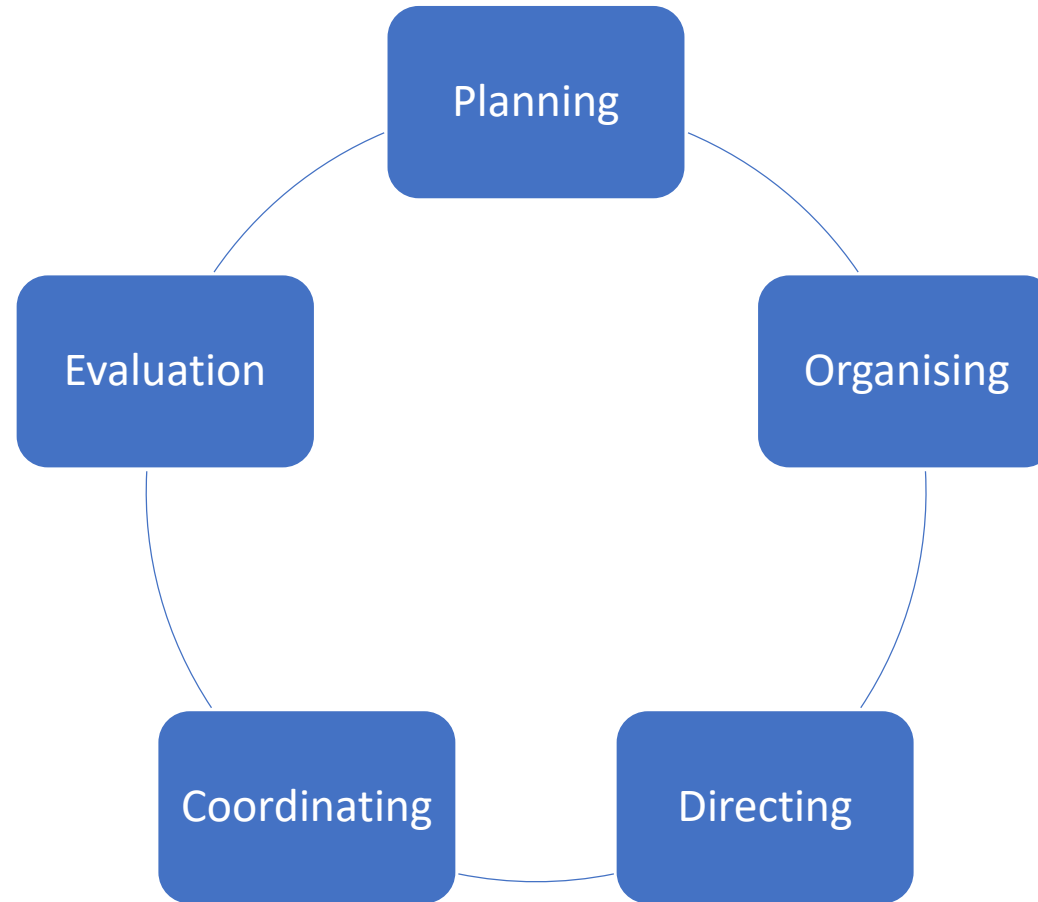 Planning
Organising
Directing
Coordinating
Evaluation